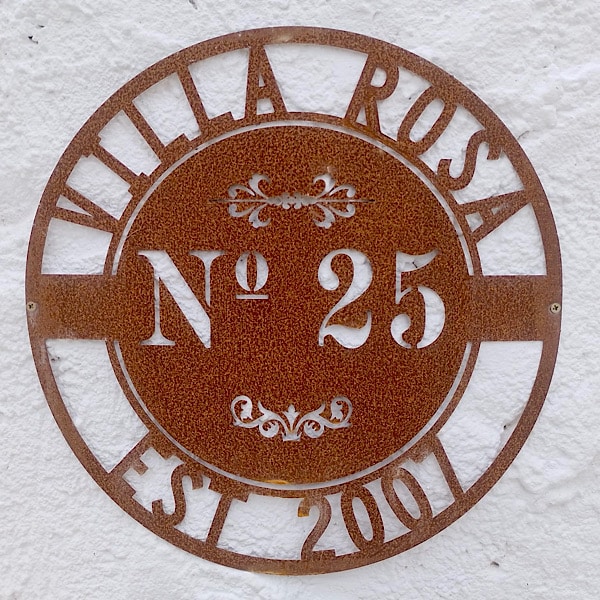 VILLA ROSA
Nº 25
EST 2007